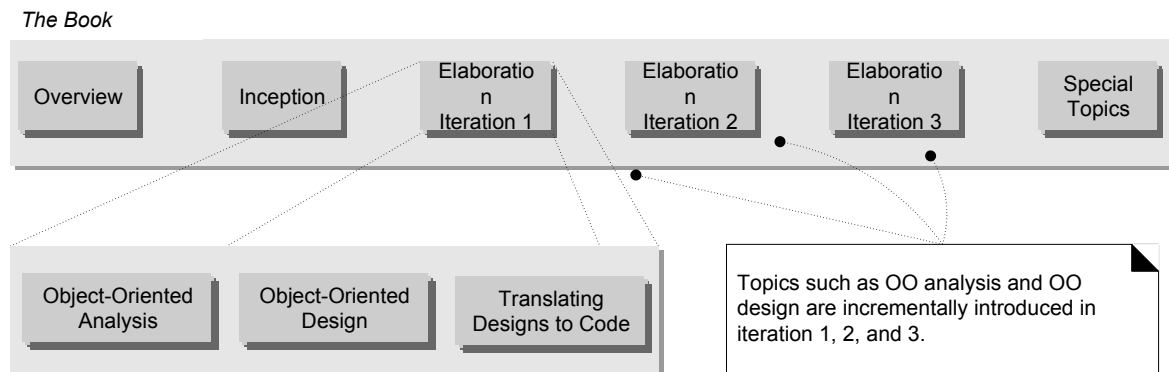 The Book
Overview
Inception
Elaboratio
n
Iteration 1
Elaboratio
n
Iteration 2
Elaboratio
n
Iteration 3
Special
Topics
Object-Oriented
Analysis
Object-Oriented
Design
Translating
Designs to Code
Topics such as OO analysis and OO
design are incrementally introduced in
iteration 1, 2, and 3.